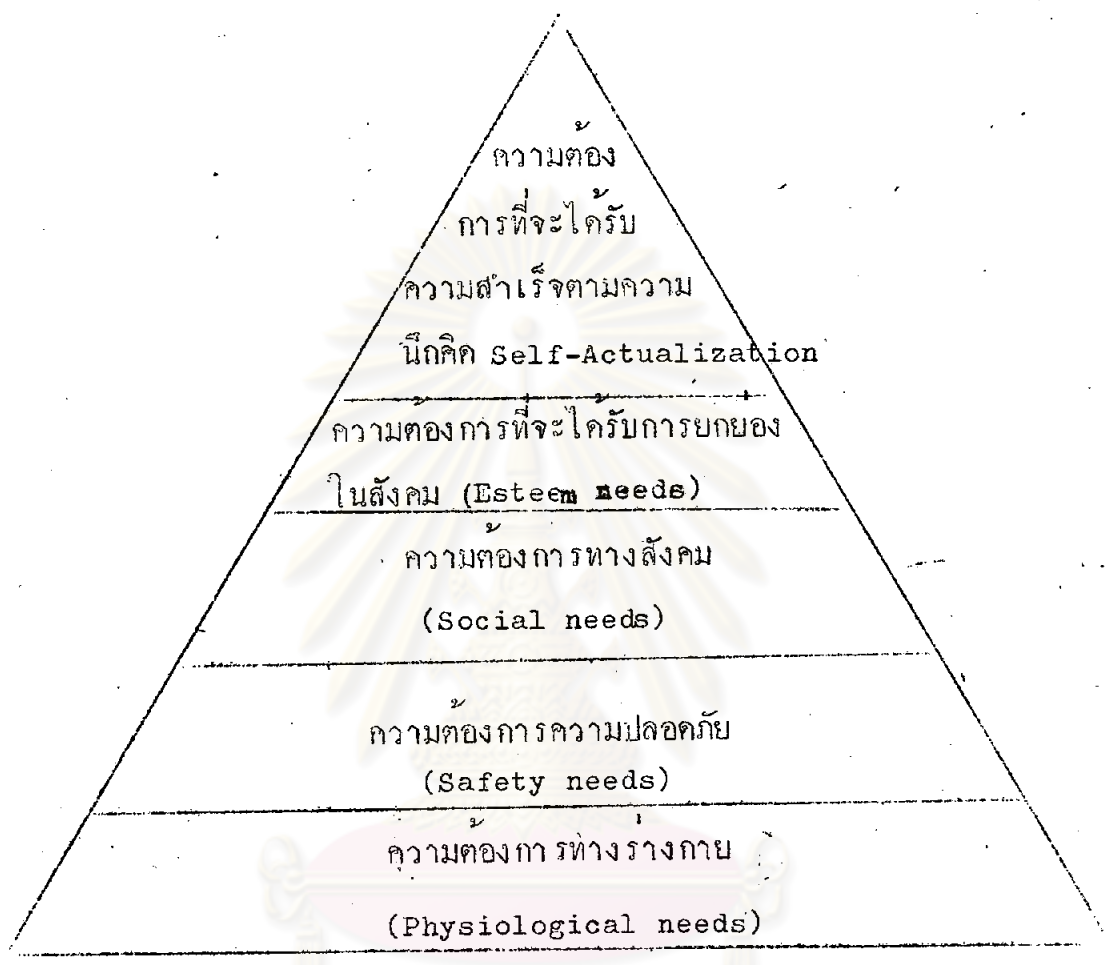 ความต้อง
การที่จะได้รับ
ความสำเร็จตามความ
นึกคิด Self-Actualization
ความต้องการที่จะได้รับการยกย่อง
ในสังคม (Esteem needs)
ความต้องการทางสังคม
(Social needs)
ความต้องการความปลอดภัย
(Safety needs)
ความต้องการทางร่างกาย
(Physiological needs)